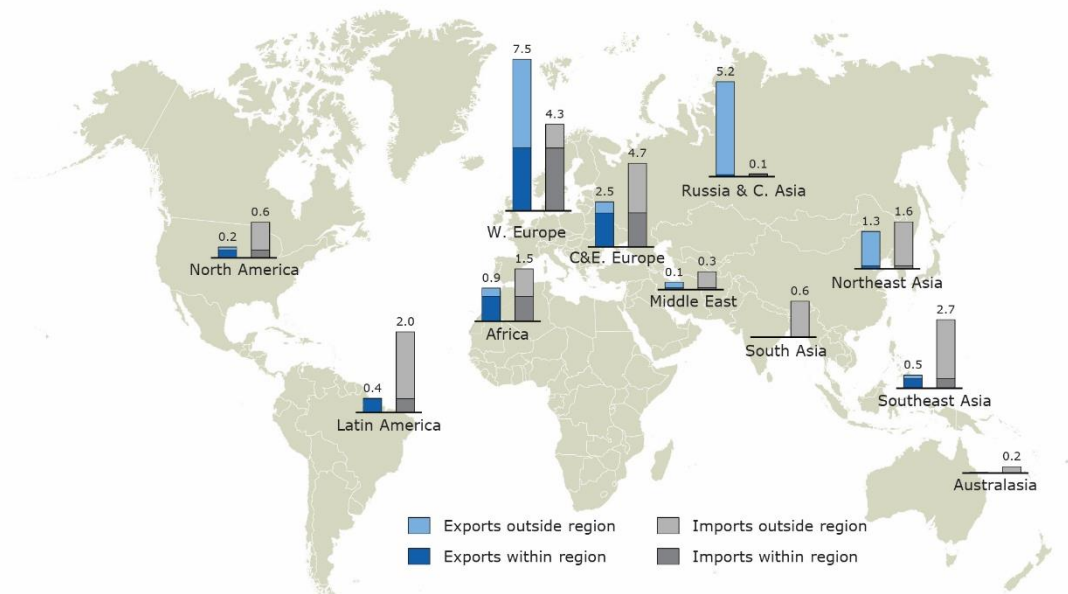 7.5
4.3
W. Europe
5.2
0.1
Russia & C. Asia
2.5
4.7
C&E. Europe
0.2
0.6
North America
0.9
1.5
Africa
0.1
0.3
Middle East
1.3
1.6
Northeast Asia
0.6
South Asia
0.5
2.7
Southeast Asia
0.4
2.0
Latin America
0.2
Australasia
Exports outside region
Imports outside region
Exports within region
Imports within region